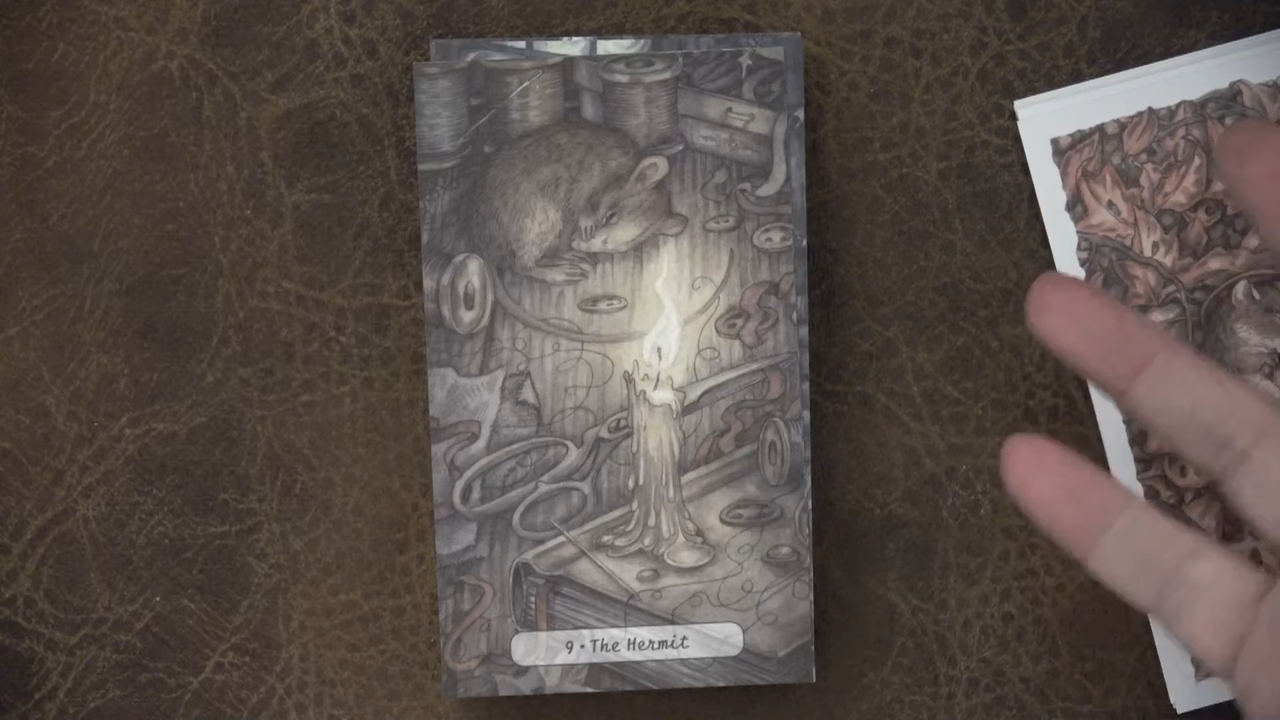 9 • The Hermit